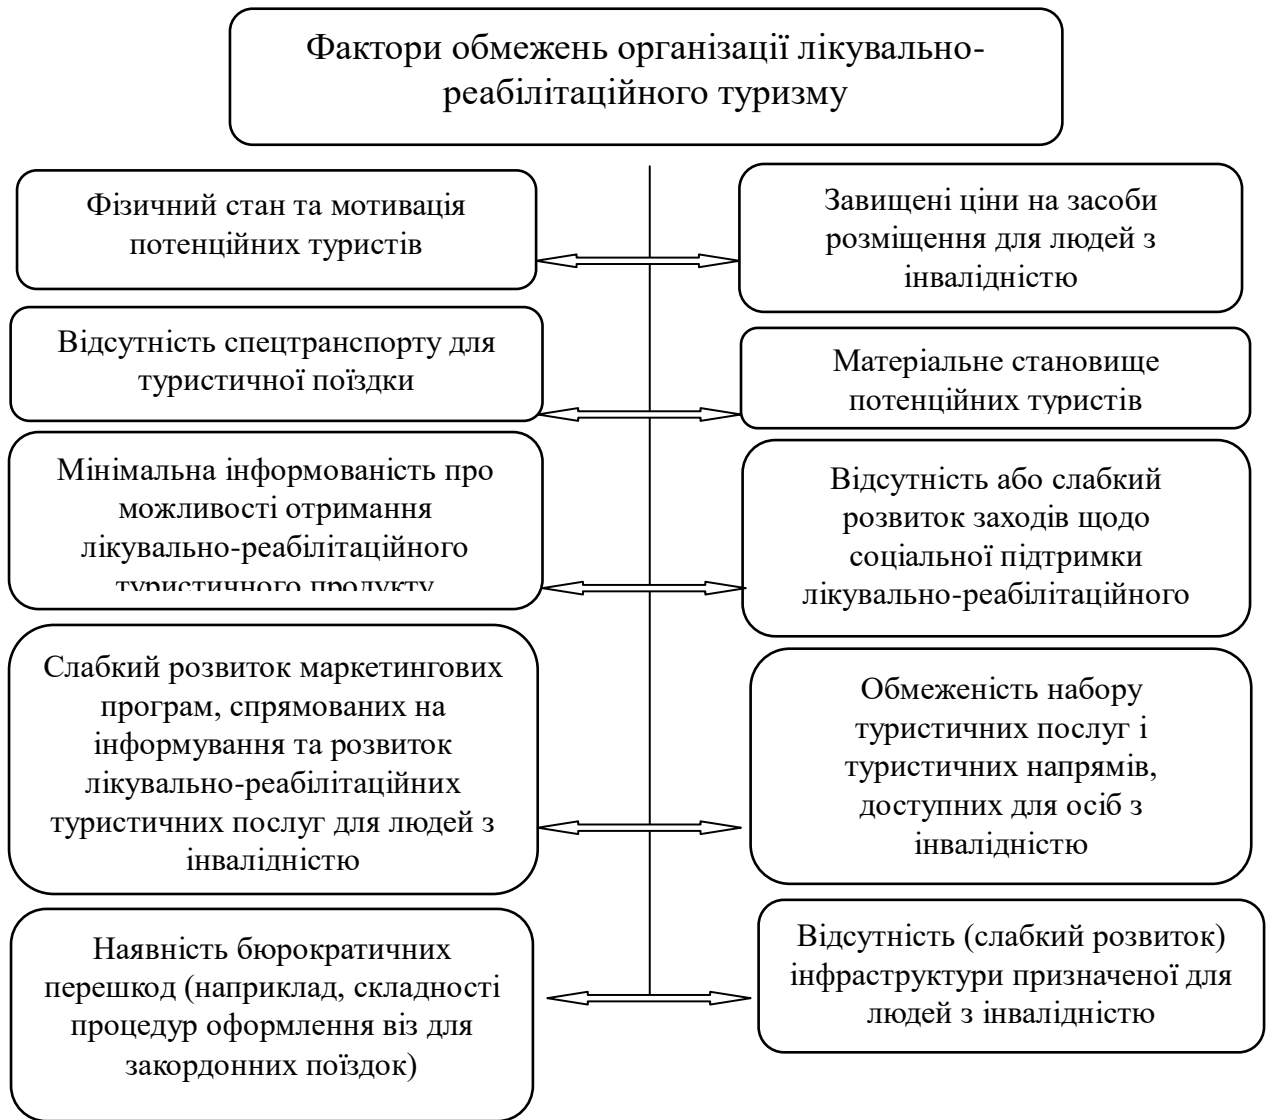 Фактори обмежень організації лікувально-
реабілітаційного туризму
Фізичний стан та мотивація
потенційних туристів
Завищені ціни на засоби
розміщення для людей з
інвалідністю
Відсутність спецтранспорту для
туристичної поїздки
Матеріальне становище
потенційних туристів
Мінімальна інформованість про
можливості отримання
лікувально-реабілітаційного
туристичного продукту
Відсутність або слабкий
розвиток заходів щодо
соціальної підтримки
лікувально-реабілітаційного
Слабкий розвиток маркетингових
програм, спрямованих на
інформування та розвиток
лікувально-реабілітаційних
туристичних послуг для людей з
інвалідністю
Обмеженість набору
туристичних послуг і
туристичних напрямів,
доступних для осіб з
інвалідністю
Наявність бюрократичних
перешкод (наприклад, складності
процедур оформлення віз для
закордонних поїздок)
Відсутність (слабкий розвиток)
інфраструктури призначеної для
людей з інвалідністю